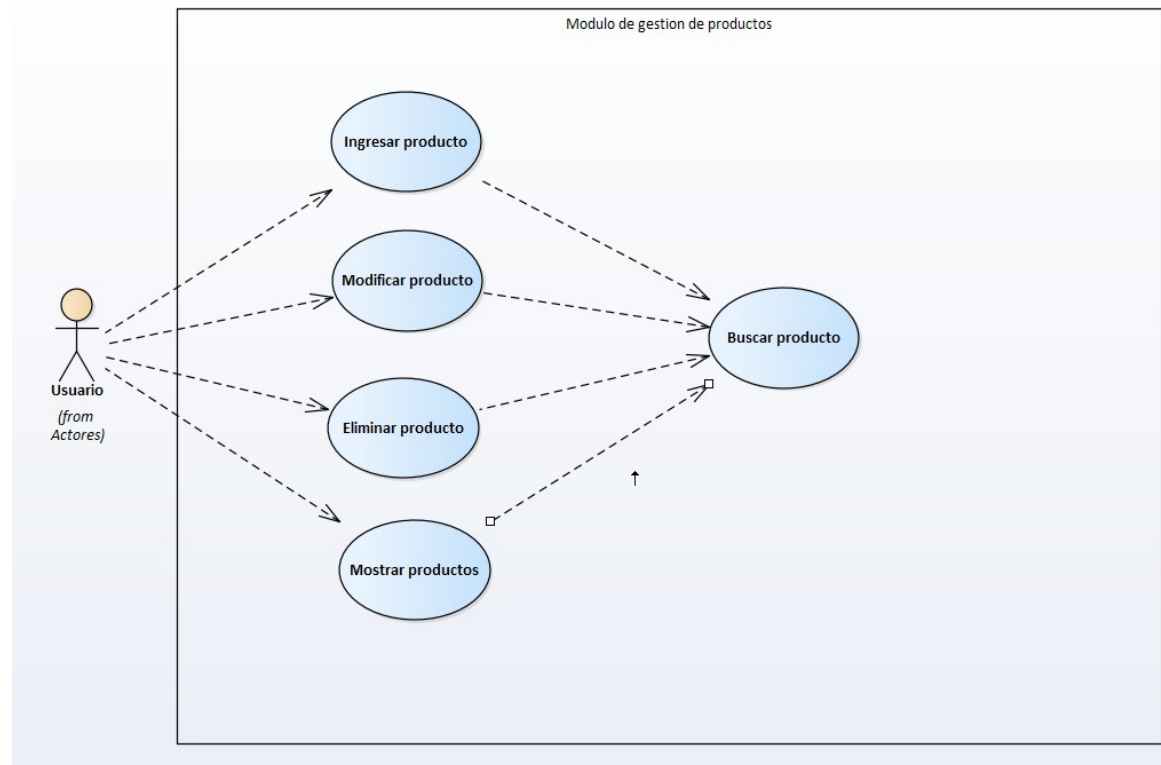 Modulo de gestion de productos
Ingresar producto
Modificar producto
Buscar producto
Usuario
(from
Actores)
Eliminar producto
Mostrar productos